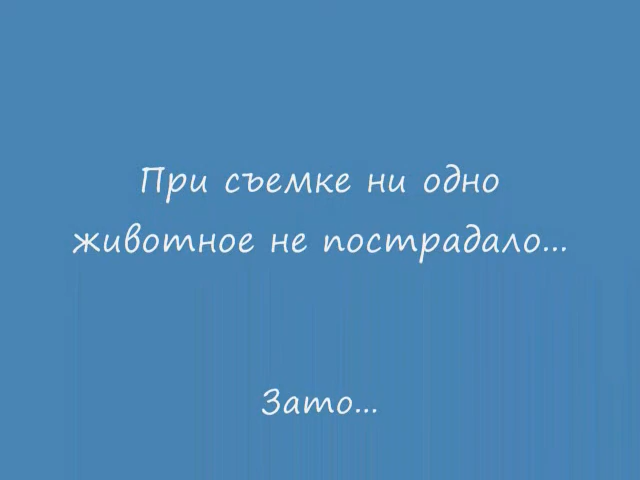 При съемке ни одно
животное не пострадало...
Зато...